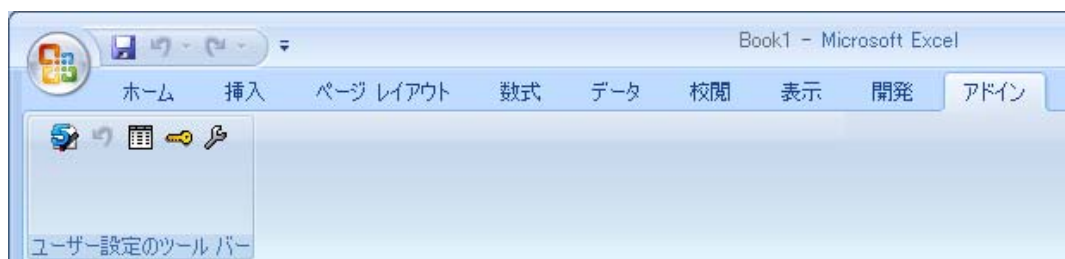 Book1 - Microsoft Excel
ホーム 挿入 ページ レイアウト 数式 データ 校閲 表示 開発 アドイン
ユーザー設定のツール バー